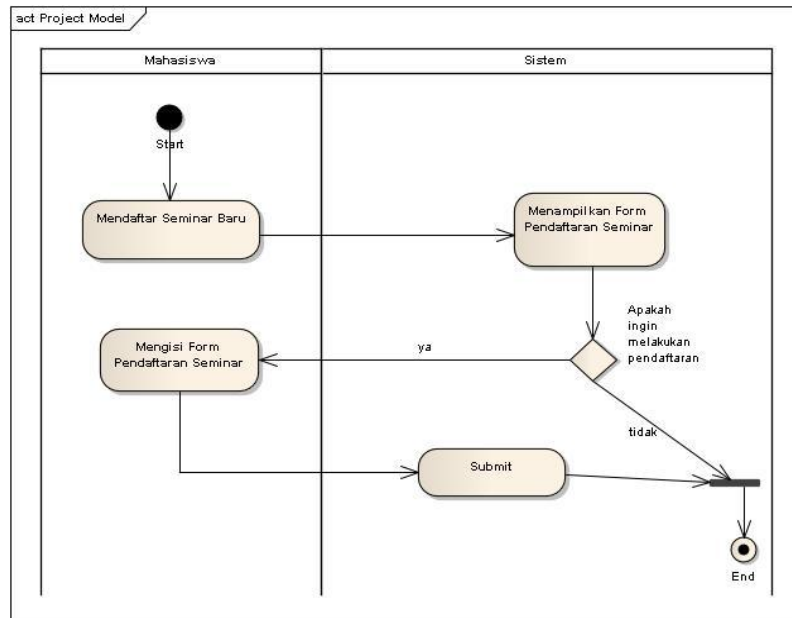 act Project Model
Mahasiswa
Sistem
Start
Mendaftar Seminar Baru
Menampilkan Form
Pendaftaran Seminar
Apakah
ingin
melakukan
pendaftaran
ya
Mengisi Form
Pendaftaran Seminar
tidak
Submit
End